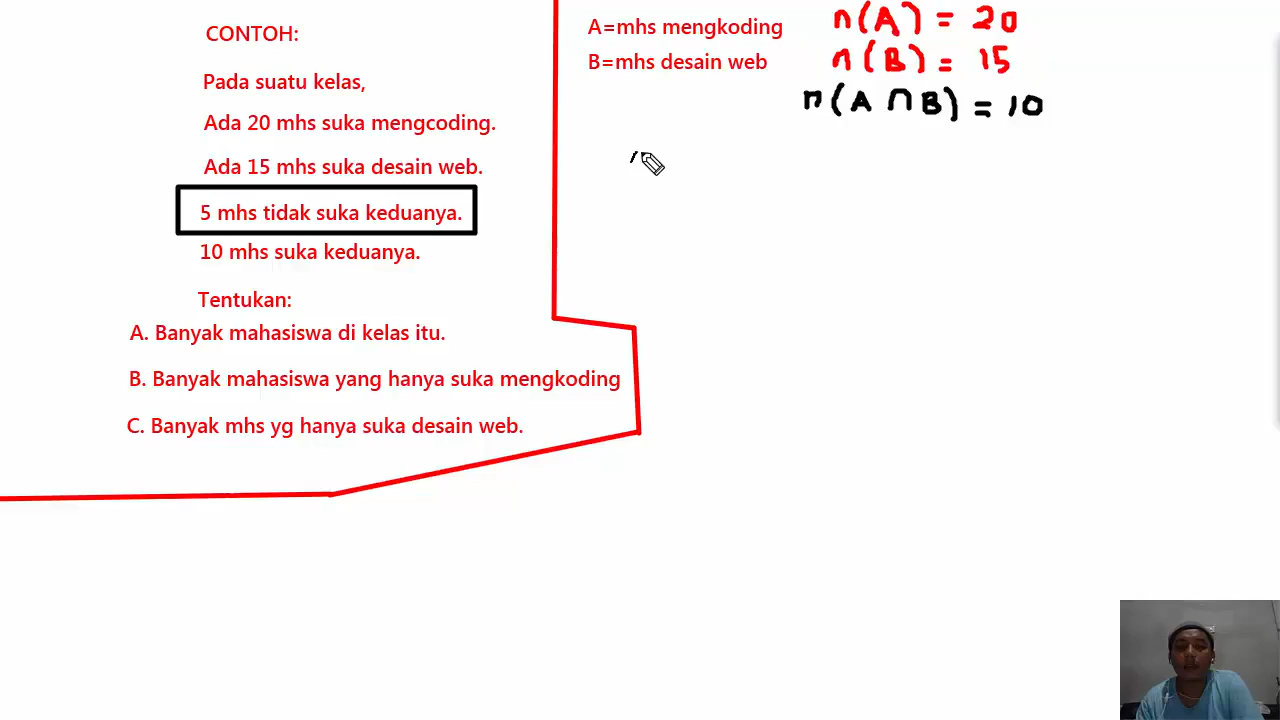 CONTOH:
Pada suatu kelas,
Ada 20 mhs suka mengcoding.
Ada 15 mhs suka desain web.
5 mhs tidak suka keduanya.
10 mhs suka keduanya.
Tentukan:
A. Banyak mahasiswa di kelas itu.
B. Banyak mahasiswa yang hanya suka mengkoding
C. Banyak mhs yg hanya suka desain web.
A=mhs mengkoding
B=mhs desain web
n(A) = 20
n(B) = 15
n(A ∩ B) = 10